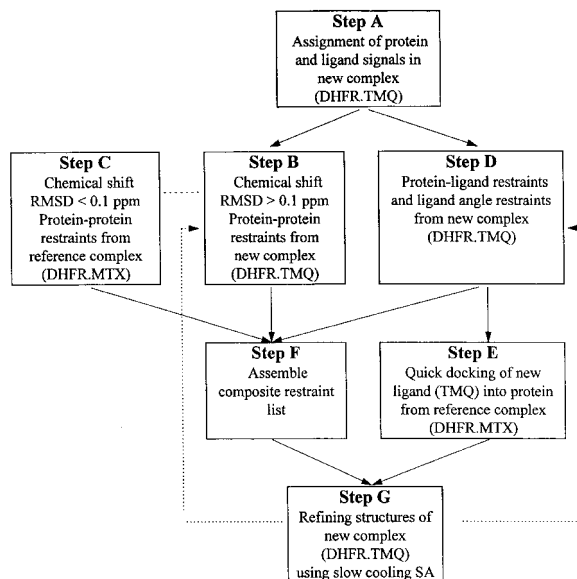 Step A
Assignment of protein
and ligand signals in
new complex
(DHFR.TMQ)
Step C
Chemical shift
RMSD < 0.1 ppm
Protein-protein
restraints from
reference complex
(DHFR.MTX)
Step B
Chemical shift
RMSD > 0.1 ppm
Protein-protein
restraints from
new complex
(DHFR.TMQ)
Step D
Protein-ligand restraints
and ligand angle restraints
from new complex
(DHFR.TMQ)
Step F
Assemble
composite restraint
list
Step E
Quick docking of new
ligand (TMQ) into protein
from reference complex
(DHFR.MTX)
Step G
Refining structures of
new complex
(DHFR.TMQ)
using slow cooling SA